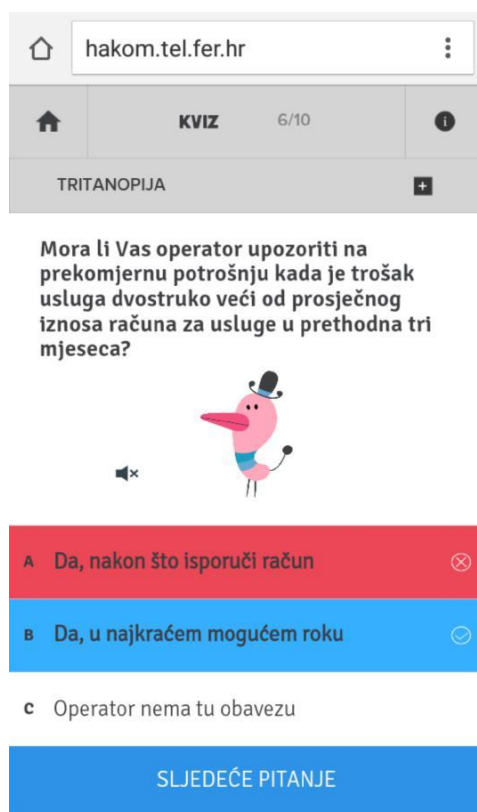 hakom.tel.fer.hr
KVIZ 6/10
TRITANOPIJA
Mora li Vas operator upozoriti na
prekomjernu potrošnju kada je trošak
usluga dvostruko veći od prosječnog
iznosa računa za usluge u prethodna tri
mjeseca?
A Da, nakon što isporuči račun
B Da, u najkraćem mogućem roku
C Operator nema tu obavezu
SLJEDEĆE PITANJE